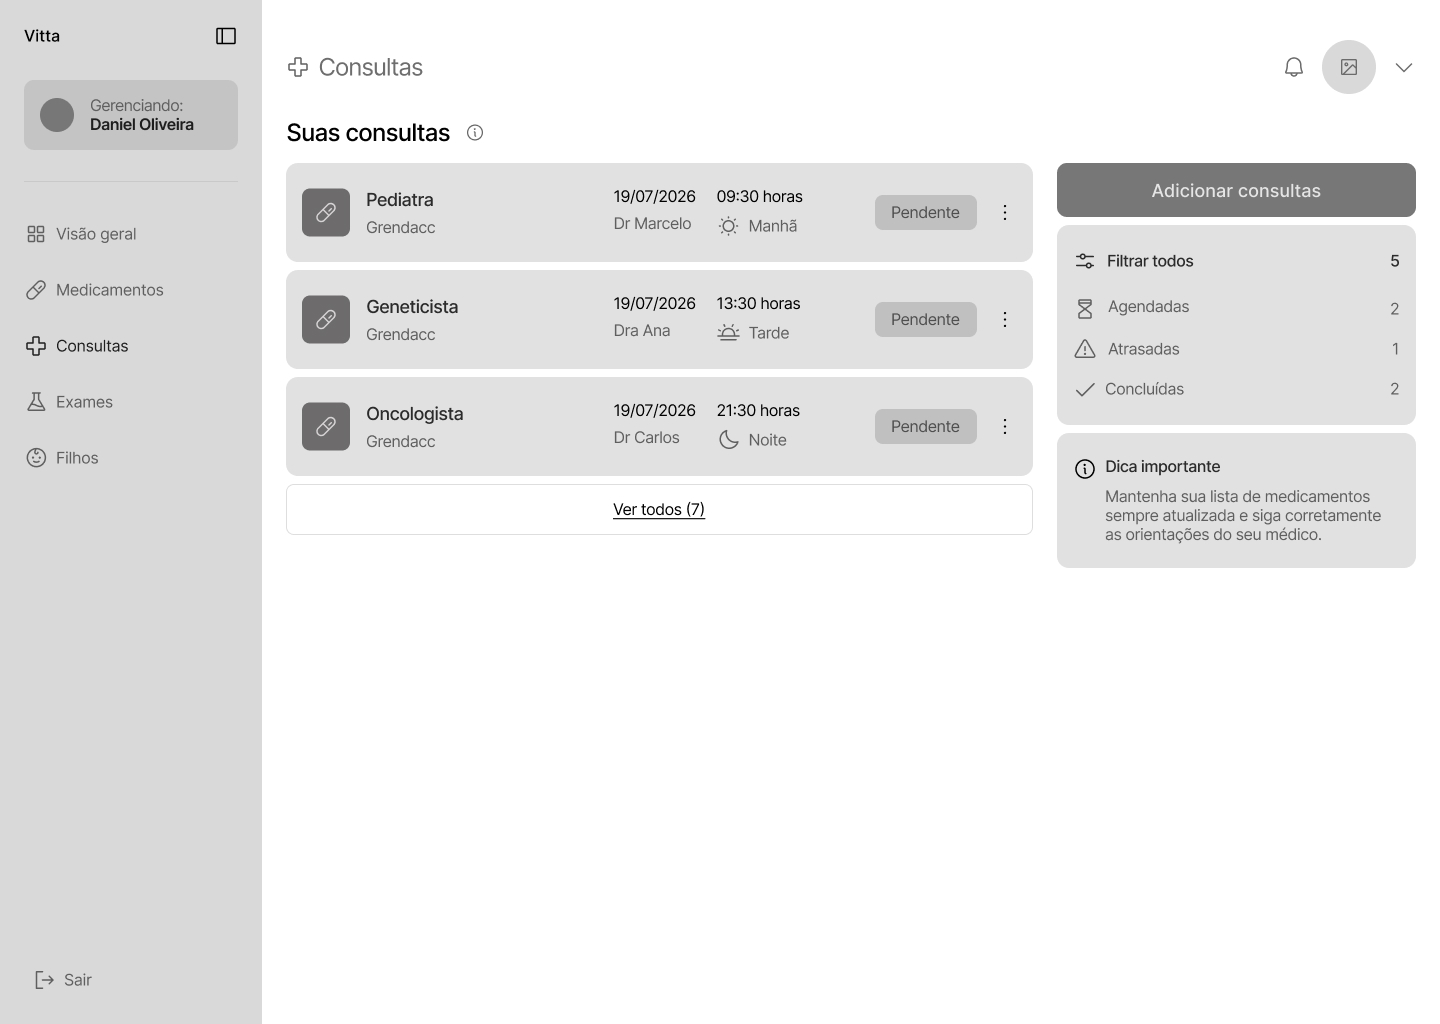 Vitta
Gerenciando:
Daniel Oliveira
Visão geral
Medicamentos
Consultas
Exames
Filhos
Sair
Consultas
Suas consultas
Pediatra
Grendacc
19/07/2026
Dr Marcelo
09:30 horas
Manhã
Pendente
Geneticista
Grendacc
19/07/2026
Dra Ana
13:30 horas
Tarde
Pendente
Oncologista
Grendacc
19/07/2026
Dr Carlos
21:30 horas
Noite
Pendente
Ver todos (7)
Adicionar consultas
Filtrar todos 5
Agendadas 2
Atrasadas 1
Concluídas 2
Dica importante
Mantenha sua lista de medicamentos
sempre atualizada e siga corretamente
as orientações do seu médico.